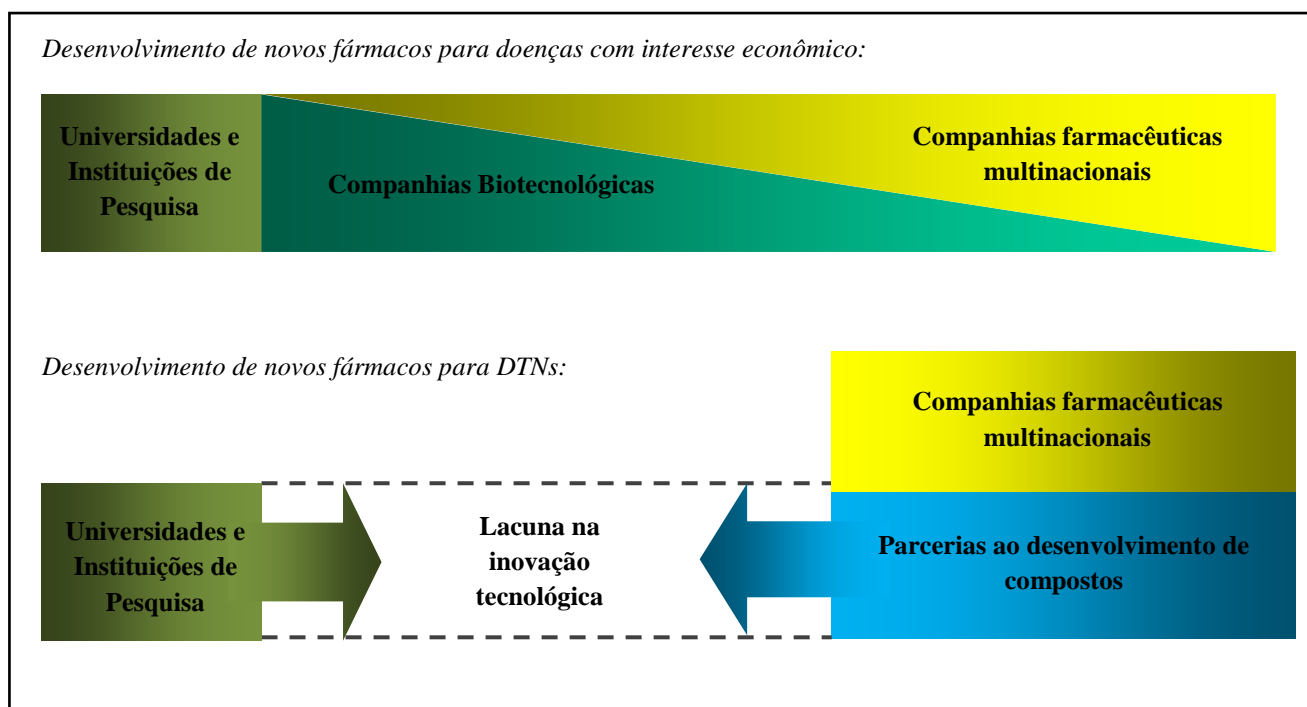 Desenvolvimento de novos fármacos para doenças com interesse econômico:
Universidades e
Instituições de
Pesquisa
Companhias Biotecnológicas
Companhias farmacêuticas
multinacionais
Desenvolvimento de novos fármacos para DTNs:
Companhias farmacêuticas
multinacionais
Universidades e
Instituições de
Pesquisa
Lacuna na
inovação
tecnológica
Parcerias ao desenvolvimento de
compostos